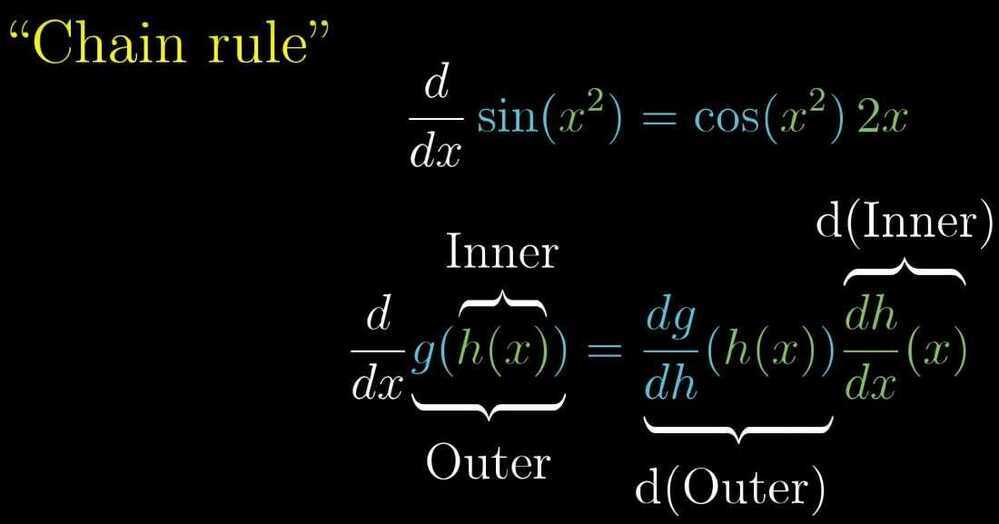 “Chain rule”
d/dx sin(x²) = cos(x²) 2x
d(Inner)
Inner
d/dx g(h(x)) = dg/dh (h(x)) dh/dx (x)
Outer
d(Outer)